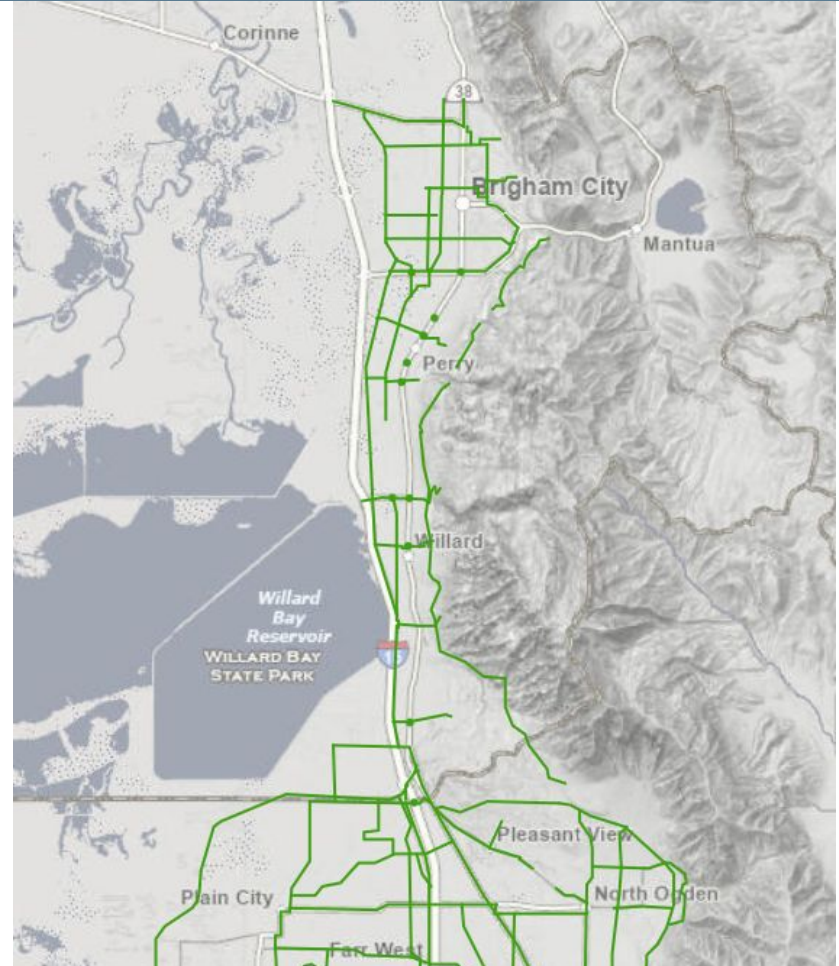 Corinne
38
Brigham City
Mantua
Perry
Willard
Willard
Bay
Reservoir
WILLARD BAY
STATE PARK
15
Pleasant View
Plain City
North Ogden
Farr West